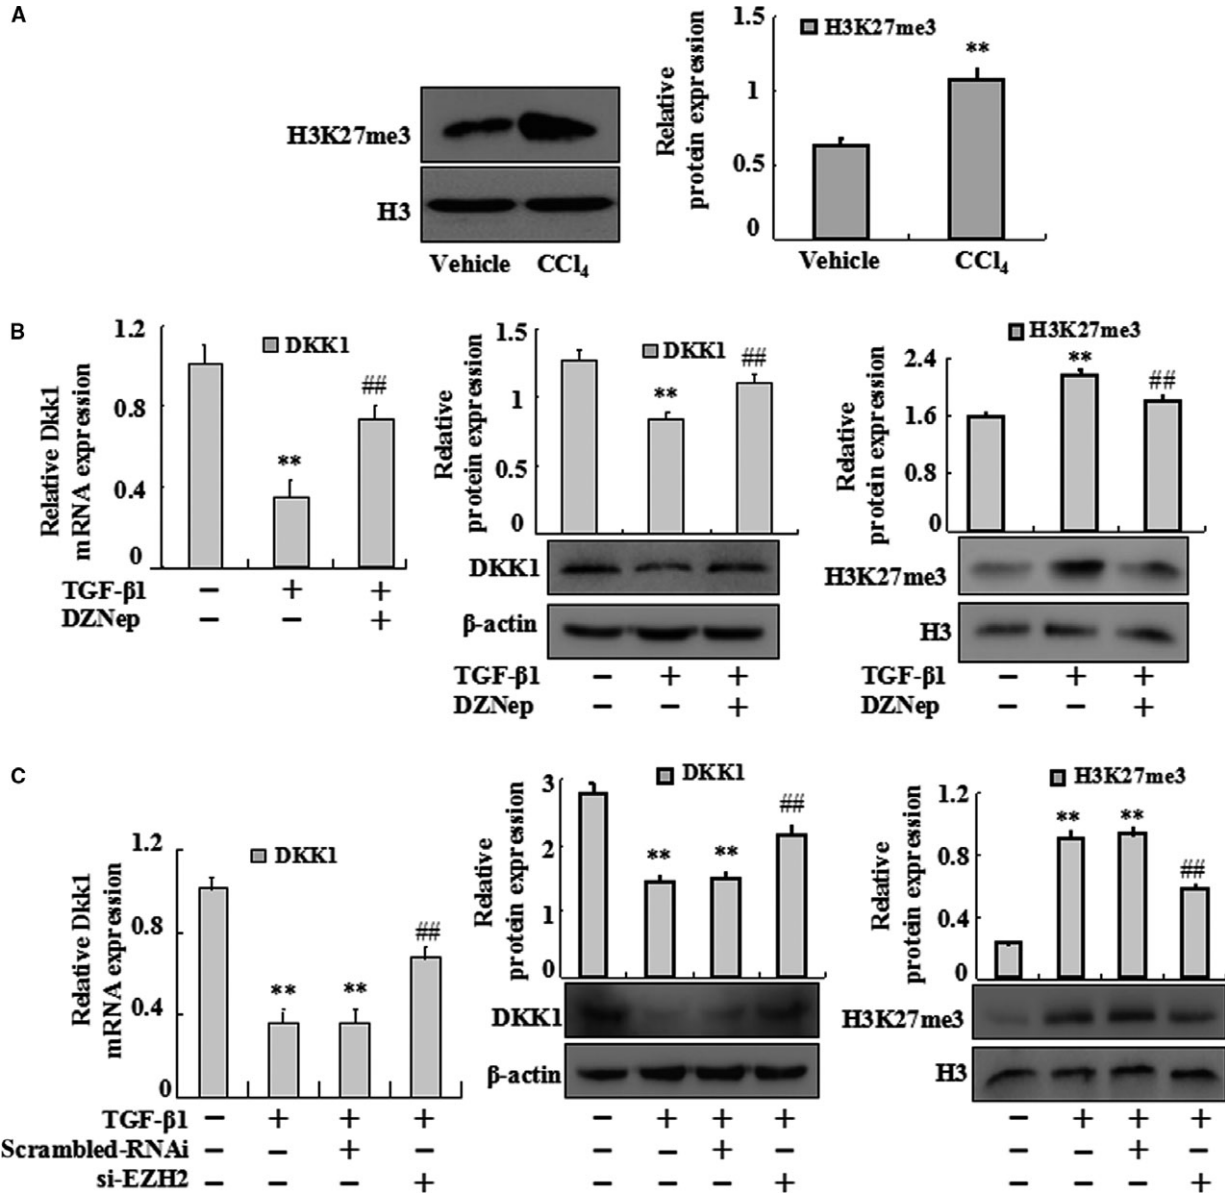 A
Relative
protein expression
1.5
1
0.5
0
H3K27me3
**
H3K27me3
H3
Vehicle CCl4
Vehicle CCl4
B
Relative Dkk1
mRNA expression
1.2
0.8
0.4
0
DKK1
**
##
TGF-β1 − + +
DZNep − − +
Relative
protein expression
1.5
1
0.5
0
DKK1
**
##
DKK1
β-actin
TGF-β1 − + +
DZNep − − +
Relative
protein expression
2.4
1.6
0.8
0
H3K27me3
**
##
H3K27me3
H3
TGF-β1 − + +
DZNep − − +
C
Relative Dkk1
mRNA expression
1.2
0.8
0.4
0
DKK1
** **
##
Relative
protein expression
3
2
1
0
DKK1
** **
##
DKK1
β-actin
Relative
protein expression
1.2
0.8
0.4
0
H3K27me3
** **
##
H3K27me3
H3
TGF-β1 − + + + − + + + − + + +
Scrambled-RNAi − − + − − − + − − − + −
si-EZH2 − − − + − − − + − − − +